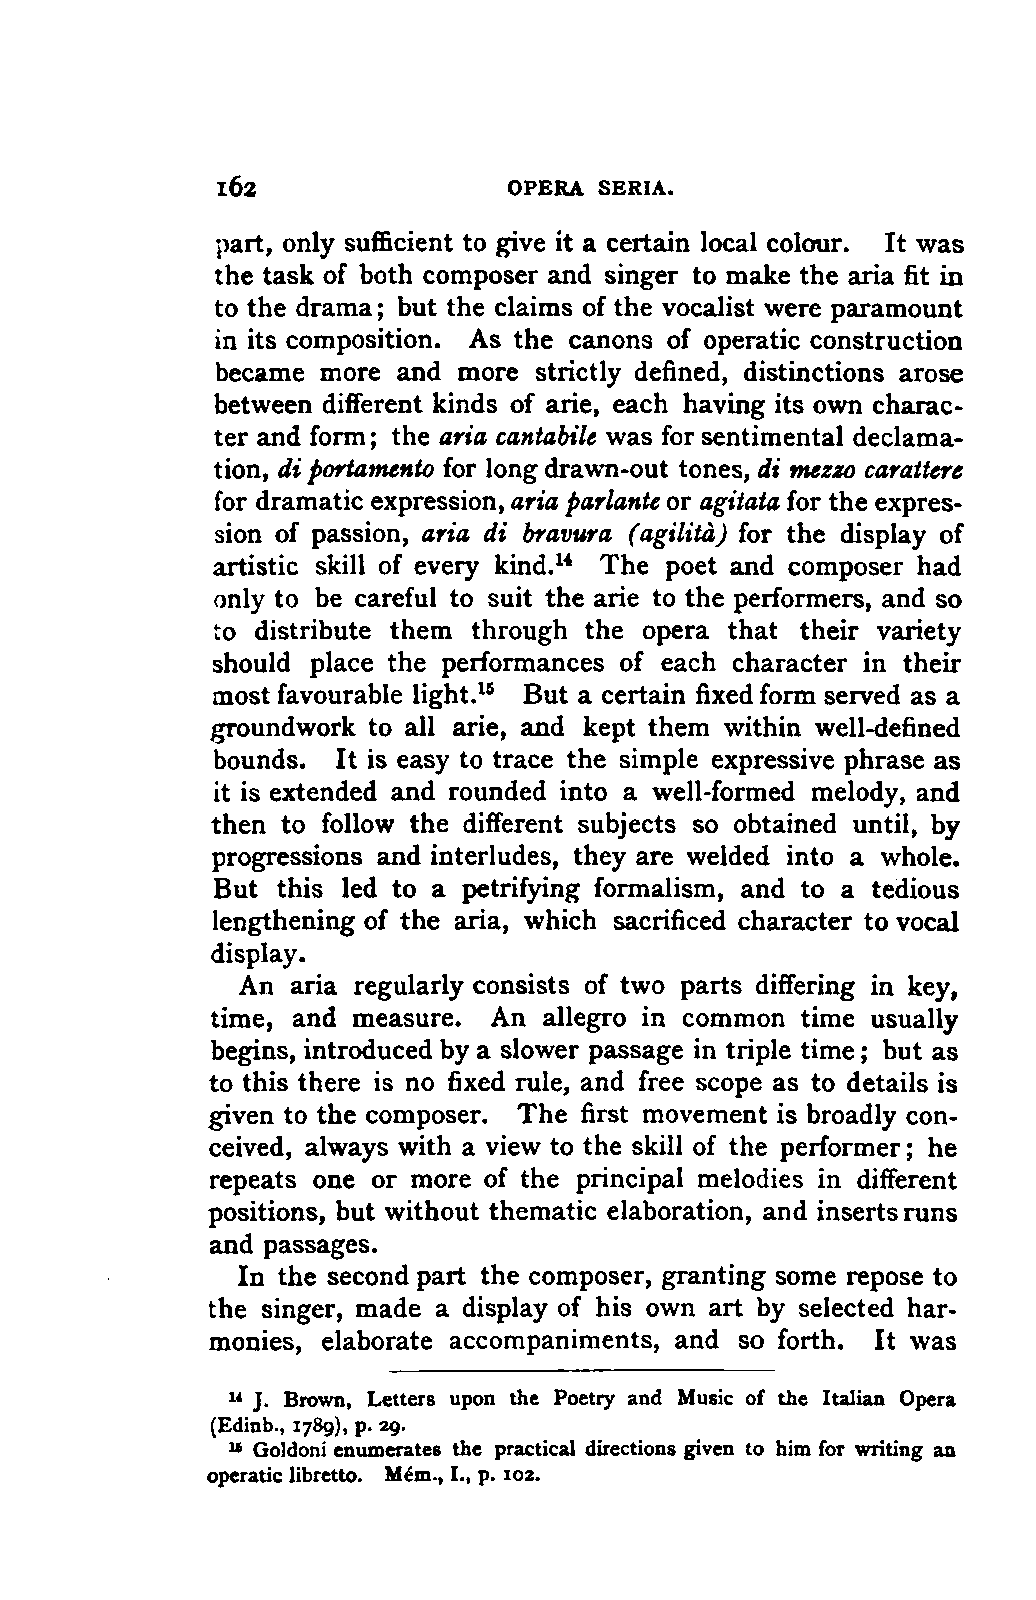 162 OPERA SERIA.
part, only sufficient to give it a certain local colour. It was
the task of both composer and singer to make the aria fit in
to the drama; but the claims of the vocalist were paramount
in its composition. As the canons of operatic construction
became more and more strictly defined, distinctions arose
between different kinds of arie, each having its own charac-
ter and form; the aria cantabile was for sentimental declama-
tion, di portamento for long drawn-out tones, di mezzo carattere
for dramatic expression, aria parlante or agitata for the expres-
sion of passion, aria di bravura (agilità) for the display of
artistic skill of every kind.¹⁴ The poet and composer had
only to be careful to suit the arie to the performers, and so
to distribute them through the opera that their variety
should place the performances of each character in their
most favourable light.¹⁵ But a certain fixed form served as a
groundwork to all arie, and kept them within well-defined
bounds. It is easy to trace the simple expressive phrase as
it is extended and rounded into a well-formed melody, and
then to follow the different subjects so obtained until, by
progressions and interludes, they are welded into a whole.
But this led to a petrifying formalism, and to a tedious
lengthening of the aria, which sacrificed character to vocal
display.
An aria regularly consists of two parts differing in key,
time, and measure. An allegro in common time usually
begins, introduced by a slower passage in triple time; but as
to this there is no fixed rule, and free scope as to details is
given to the composer. The first movement is broadly con-
ceived, always with a view to the skill of the performer; he
repeats one or more of the principal melodies in different
positions, but without thematic elaboration, and inserts runs
and passages.
In the second part the composer, granting some repose to
the singer, made a display of his own art by selected har-
monies, elaborate accompaniments, and so forth. It was
¹⁴ J. Brown, Letters upon the Poetry and Music of the Italian Opera
(Edinb., 1789), p. 29.
¹⁵ Goldoni enumerates the practical directions given to him for writing an
operatic libretto. Mém., I., p. 102.